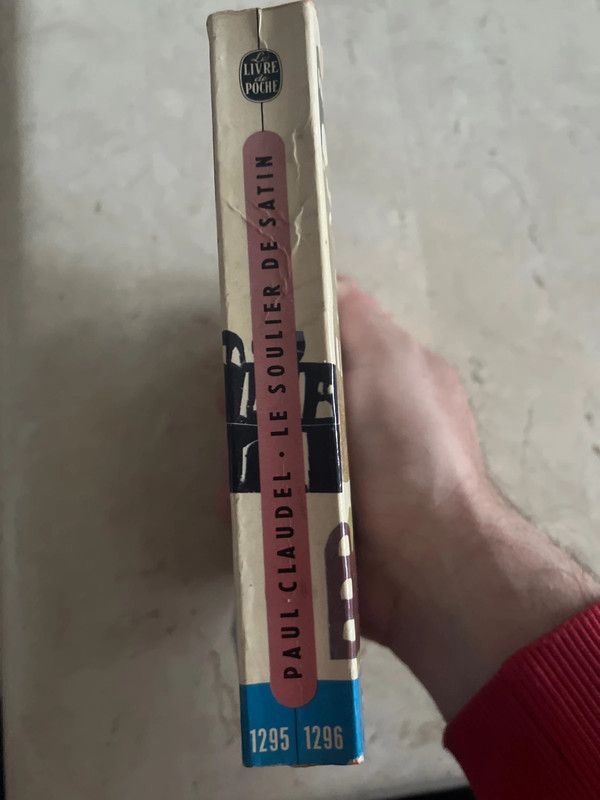 Le
LIVRE
de
POCHE
PAUL CLAUDEL • LE SOULIER DE SATIN
1295 1296